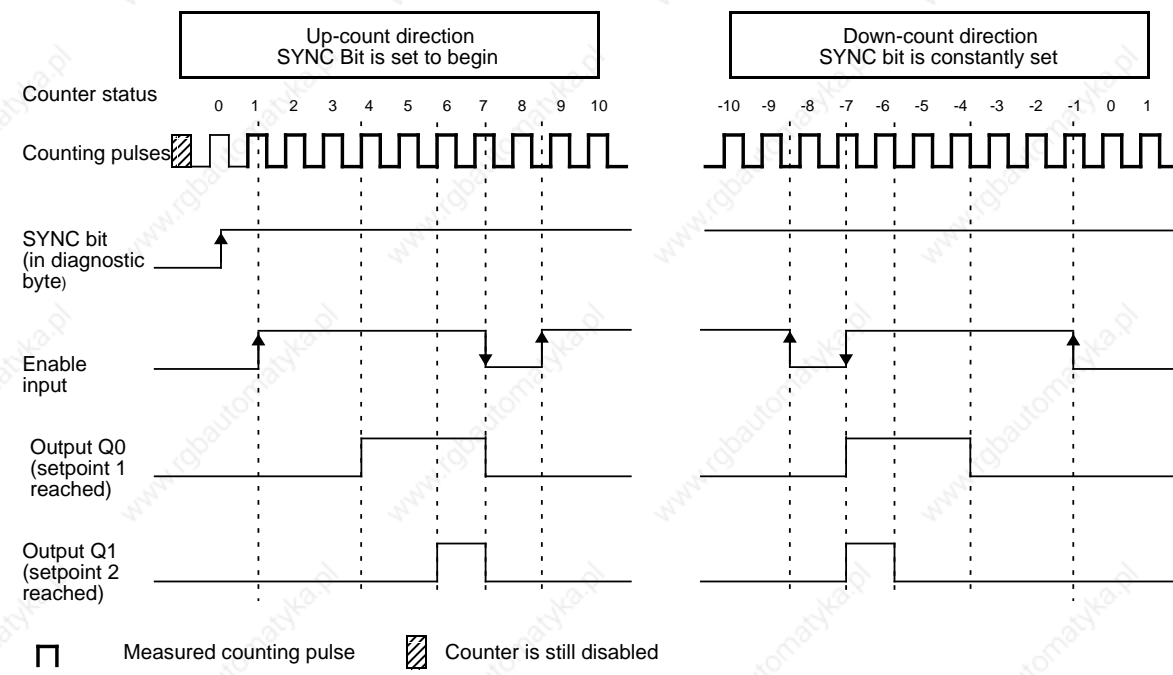 Up-count direction
SYNC Bit is set to begin
Down-count direction
SYNC bit is constantly set
Counter status
0 1 2 3 4 5 6 7 8 9 10
-10 -9 -8 -7 -6 -5 -4 -3 -2 -1 0 1
Counting pulses
SYNC bit
(in diagnostic
byte)
Enable
input
Output Q0
(setpoint 1
reached)
Output Q1
(setpoint 2
reached)
Measured counting pulse
Counter is still disabled
www.rgbautomatyka.pl